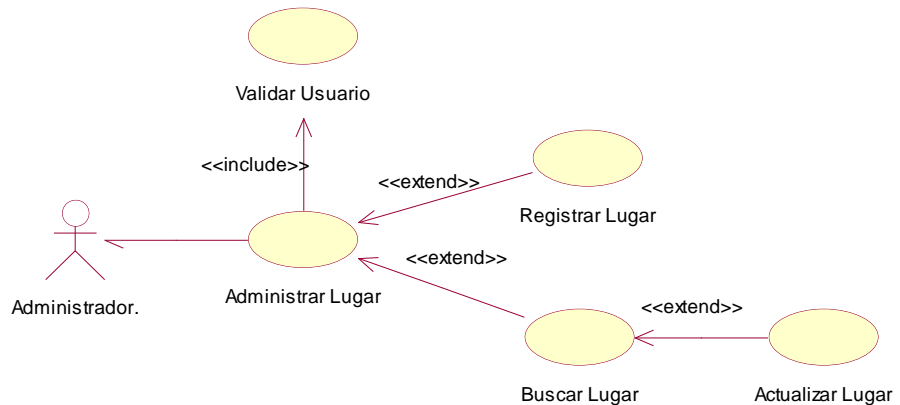 Validar Usuario
<<include>>
<<extend>>
Registrar Lugar
<<extend>>
Administrador.
Administrar Lugar
<<extend>>
Buscar Lugar
Actualizar Lugar